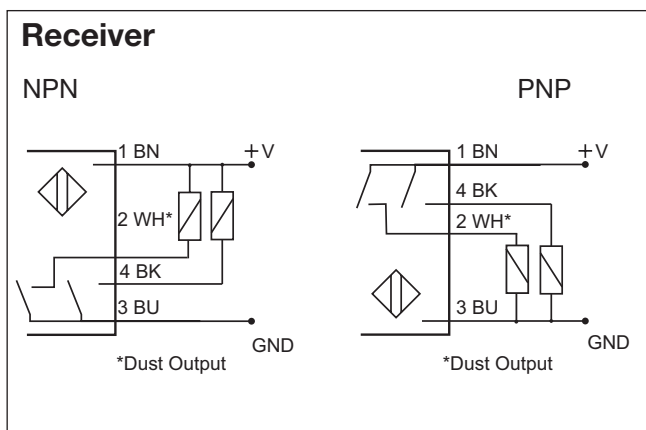 Receiver
NPN
1 BN
+V
2 WH*
4 BK
3 BU
GND
*Dust Output
PNP
1 BN
+V
4 BK
2 WH*
3 BU
GND
*Dust Output